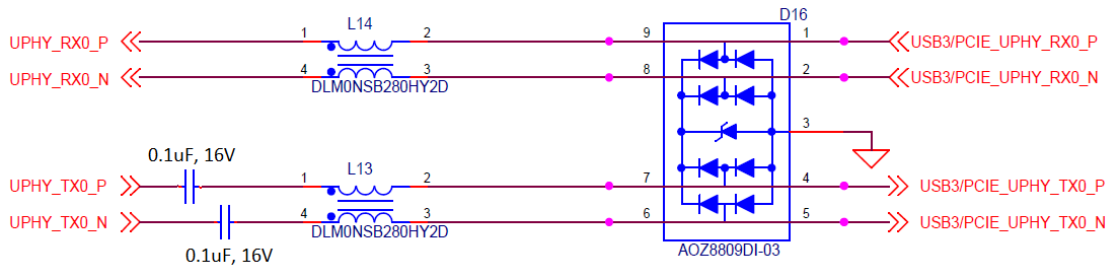 D16
L14
UPHY_RX0_P 1 2 9 1 USB3/PCIE_UPHY_RX0_P
UPHY_RX0_N 4 3 8 2 USB3/PCIE_UPHY_RX0_N
DLM0NSB280HY2D
3
0.1uF, 16V
L13
UPHY_TX0_P 1 2 7 4 USB3/PCIE_UPHY_TX0_P
UPHY_TX0_N 4 3 6 5 USB3/PCIE_UPHY_TX0_N
DLM0NSB280HY2D
0.1uF, 16V
AOZ8809DI-03